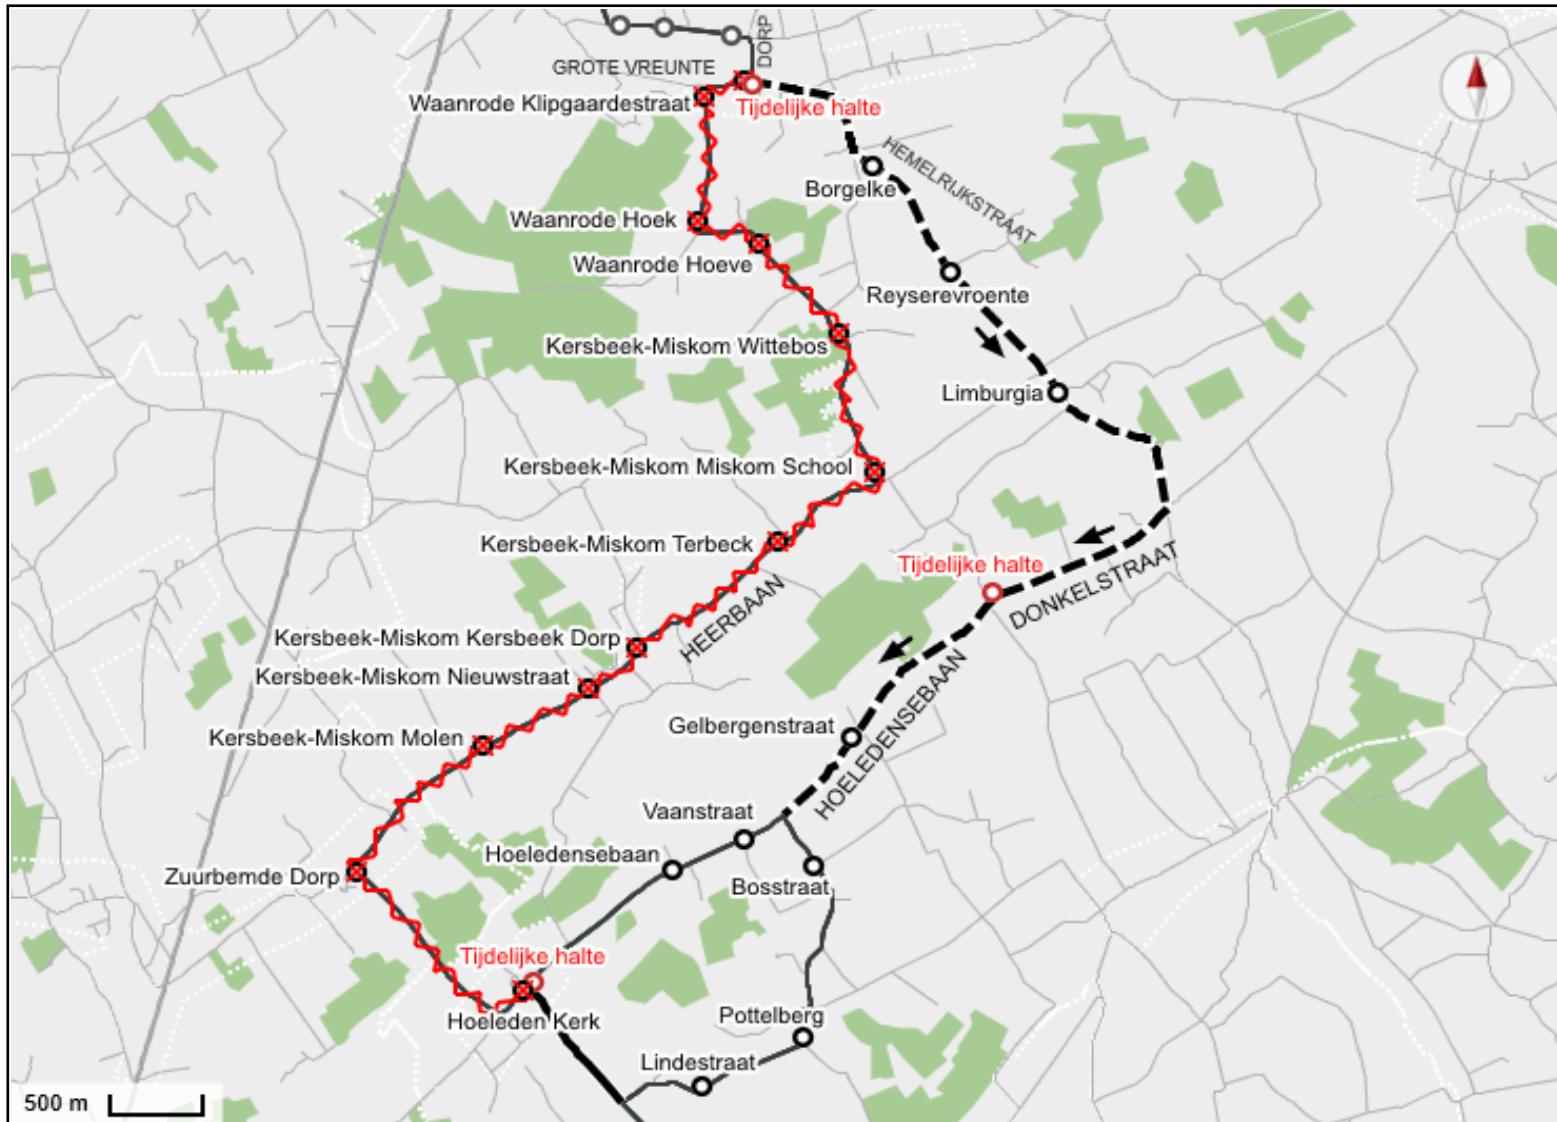 DORP
GROTE VREUNTE
Waanrode Klipgaardestraat
Tijdelijke halte
HEMELRIJKSTRAAT
Borgelke
Waanrode Hoek
Waanrode Hoeve
Reyserevroente
Kersbeek-Miskom Wittebos
Limburgia
Kersbeek-Miskom Miskom School
Kersbeek-Miskom Terbeck
Tijdelijke halte
DONKELSTRAAT
HEERBAAN
Kersbeek-Miskom Kersbeek Dorp
Kersbeek-Miskom Nieuwstraat
HOELEDENSEBAAN
Gelbergenstraat
Kersbeek-Miskom Molen
Vaanstraat
Hoeledensebaan
Zuurbemde Dorp
Bosstraat
Tijdelijke halte
Hoeleden Kerk
Pottelberg
Lindestraat
500 m